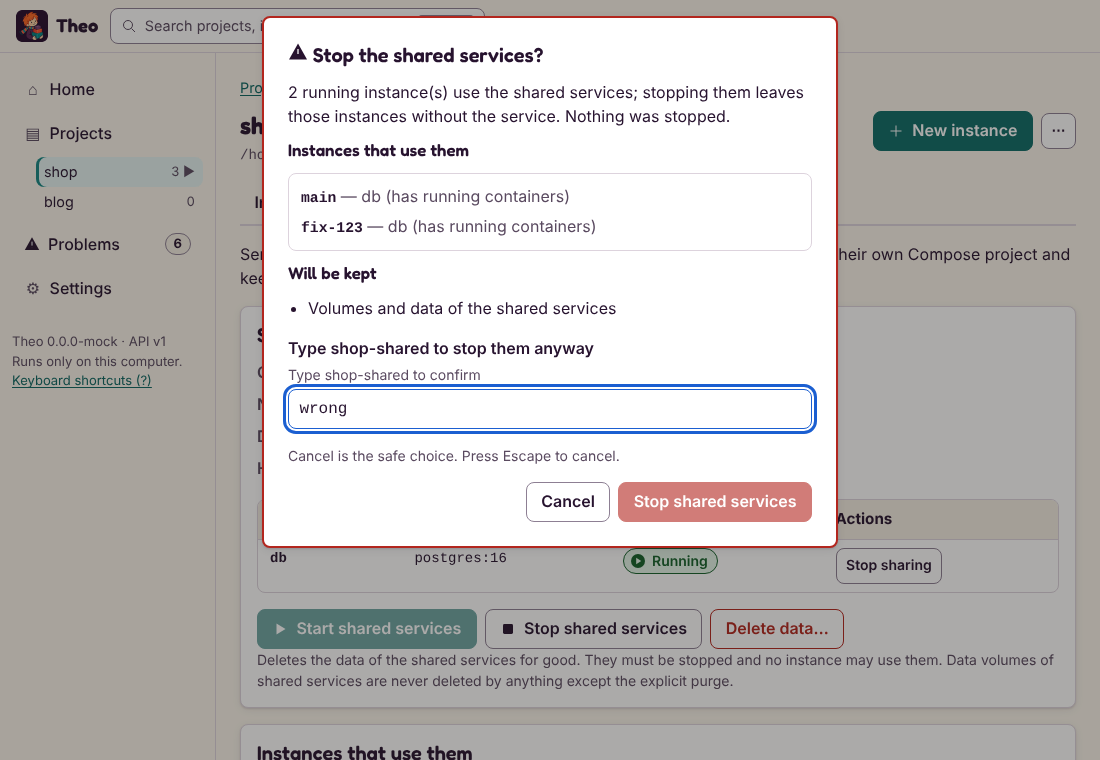 Theo
Search projects, i
Home
Projects
shop 3
blog 0
Problems 6
Settings
Theo 0.0.0-mock · API v1
Runs only on this computer.
Keyboard shortcuts (?)
New instance
···
Stop the shared services?
2 running instance(s) use the shared services; stopping them leaves
those instances without the service. Nothing was stopped.
Instances that use them
main — db (has running containers)
fix-123 — db (has running containers)
Will be kept
• Volumes and data of the shared services
Type shop-shared to stop them anyway
Type shop-shared to confirm
wrong
Cancel is the safe choice. Press Escape to cancel.
Cancel
Stop shared services
heir own Compose project and
Actions
db postgres:16 Running Stop sharing
Start shared services
Stop shared services
Delete data...
Deletes the data of the shared services for good. They must be stopped and no instance may use them. Data volumes of
shared services are never deleted by anything except the explicit purge.
Instances that use them